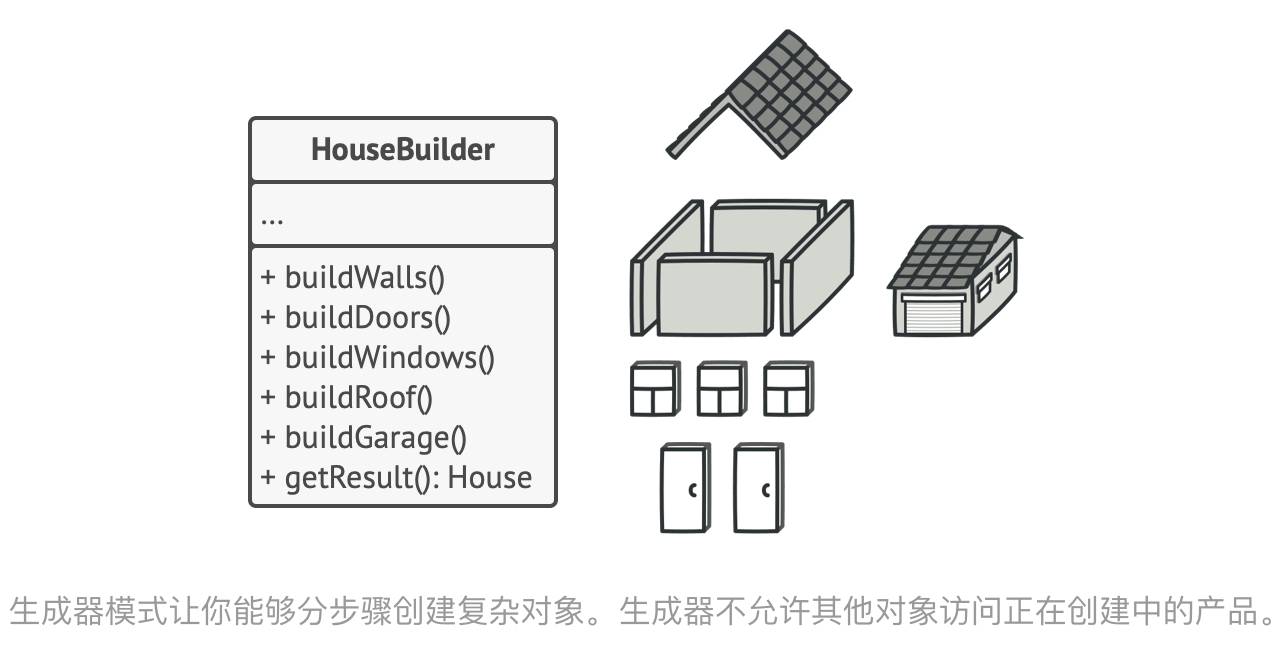 HouseBuilder
...
+ buildWalls()
+ buildDoors()
+ buildWindows()
+ buildRoof()
+ buildGarage()
+ getResult(): House
生成器模式让你能够分步骤创建复杂对象。生成器不允许其他对象访问正在创建中的产品。